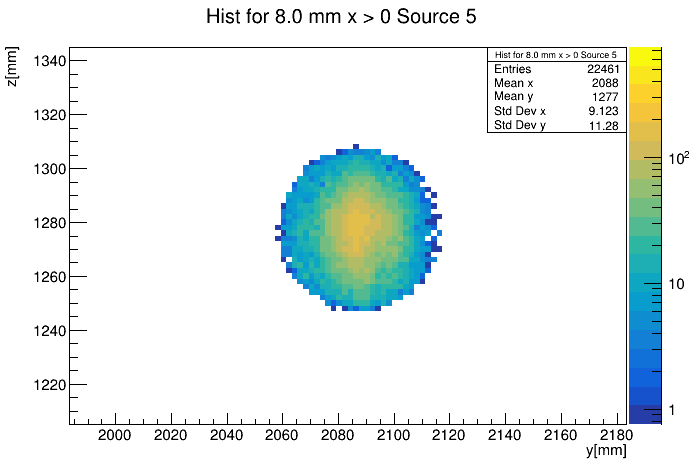 Hist for 8.0 mm x > 0 Source 5
z[mm]
1340
1320
1300
1280
1260
1240
1220
Hist for 8.0 mm x > 0 Source 5
Entries 22461
Mean x 2088
Mean y 1277
Std Dev x 9.123
Std Dev y 11.28
10²
10
1
2000 2020 2040 2060 2080 2100 2120 2140 2160 2180
y[mm]